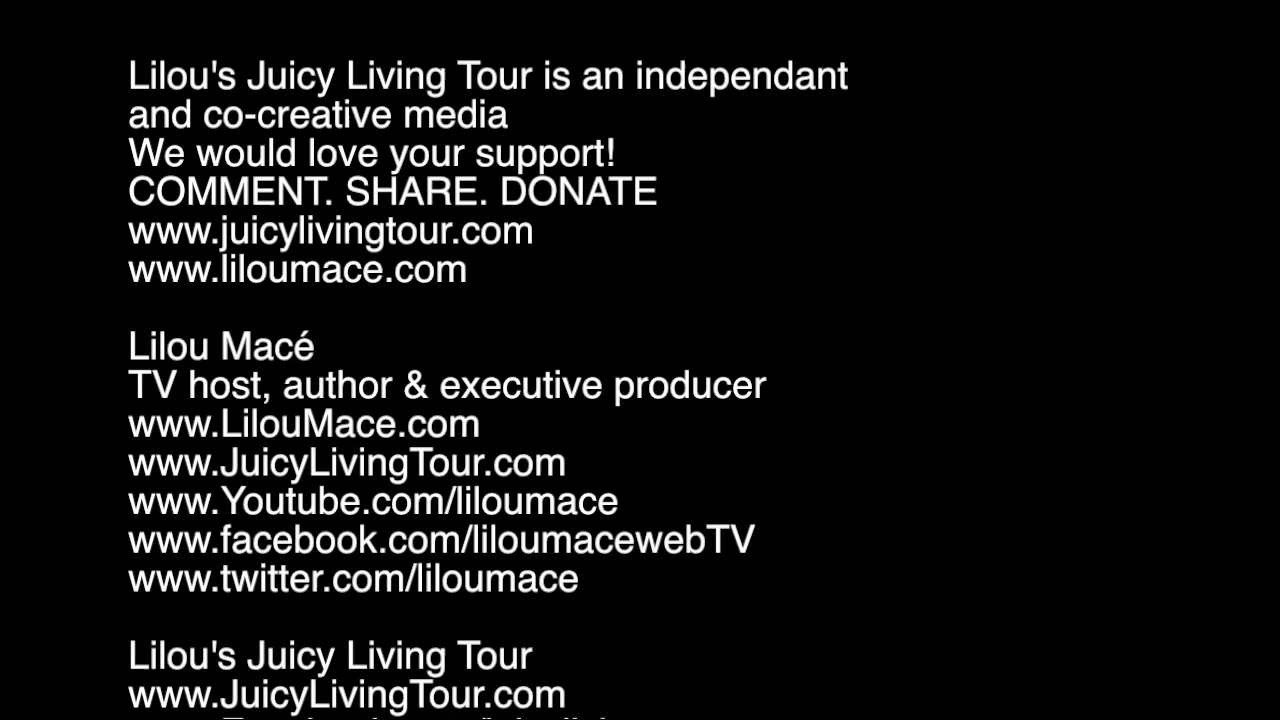 Lilou's Juicy Living Tour is an independant
and co-creative media
We would love your support!
COMMENT. SHARE. DONATE
www.juicylivingtour.com
www.liloumace.com
Lilou Macé
TV host, author & executive producer
www.LilouMace.com
www.JuicyLivingTour.com
www.Youtube.com/liloumace
www.facebook.com/liloumacewebTV
www.twitter.com/liloumace
Lilou's Juicy Living Tour
www.JuicyLivingTour.com